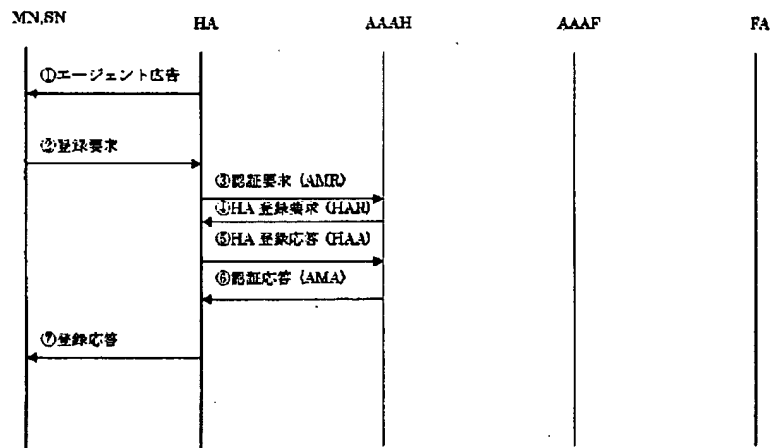 MN,SN HA AAAH AAAF FA
①エージェント広告
②登録要求
③認証要求 (AMR)
④HA 登録要求 (HAR)
⑤HA 登録応答 (HAA)
⑥認証応答 (AMA)
⑦登録応答